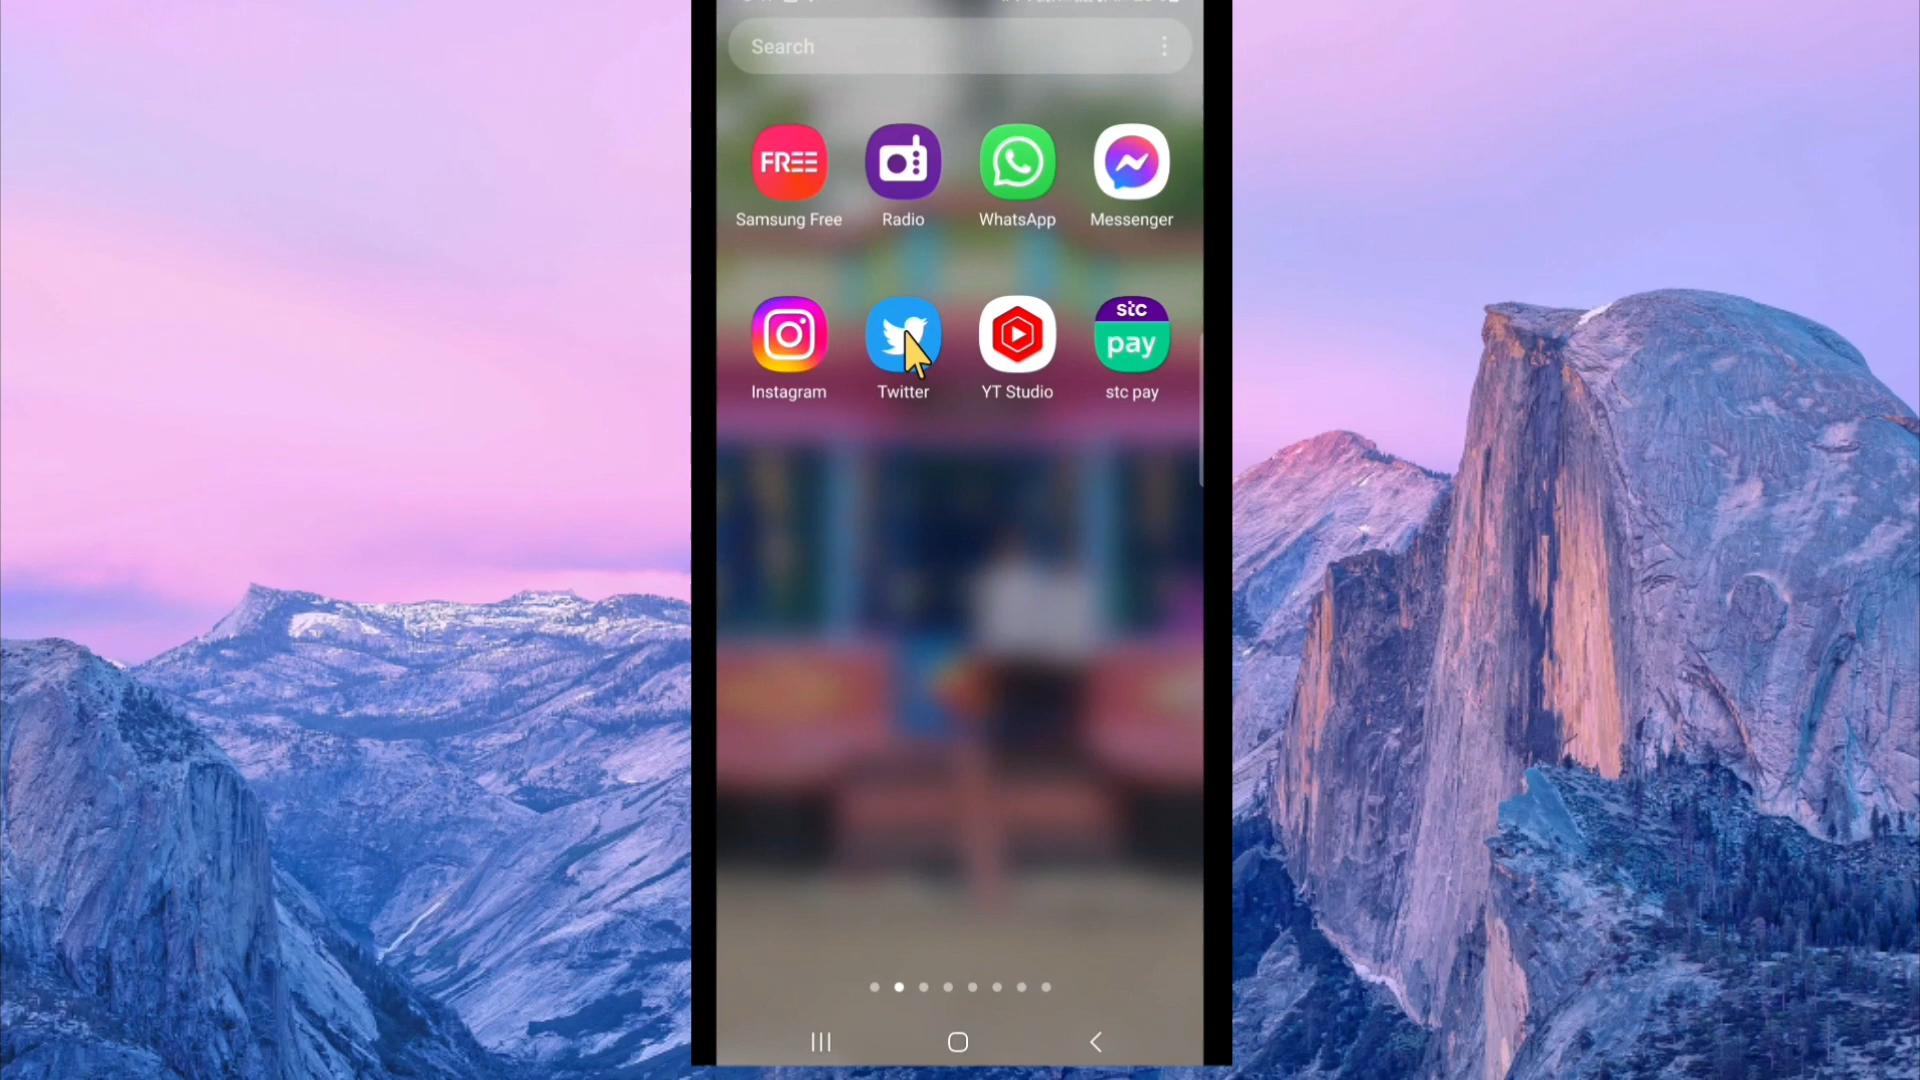 Search
FREE
Samsung Free
Radio
WhatsApp
Messenger
stc
pay
Instagram
Twitter
YT Studio
stc pay